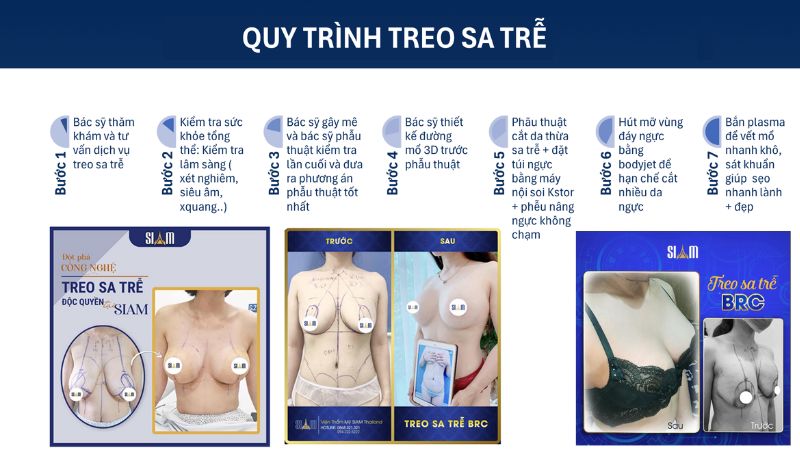 QUY TRÌNH TREO SA TRỄ
Bước 1
Bác sỹ thăm
khám và tư
vấn dịch vụ
treo sa trễ
Bước 2
Kiểm tra sức
khỏe tổng
thể: Kiểm tra
lâm sàng (
xét nghiệm,
siêu âm,
xquang..)
Bước 3
Bác sỹ gây mê
và bác sỹ phẫu
thuật kiểm tra
lần cuối và đưa
ra phương án
phẫu thuật tốt
nhất
Bước 4
Bác sỹ thiết
kế đường
mổ 3D trước
phẫu thuật
Bước 5
Phâu thuật
cắt da thừa
sa trễ + đặt
túi ngực
bằng máy
nội soi Kstor
+ phễu nâng
ngực không
chạm
Bước 6
Hút mỡ vùng
đáy ngực
bằng
bodyjet để
hạn chế cắt
nhiều da
ngực
Bước 7
Bắn plasma
để vết mổ
nhanh khô,
sát khuẩn
giúp sẹo
nhanh lành
+ đẹp
SIAM
Đột phá
CÔNG NGHỆ
TREO SA TRỄ
ĐỘC QUYỀN tại SIAM
TRƯỚC
SAU
SIAM
SIAM
Viện Thẩm Mỹ SIAM Thailand
TREO SA TRỄ BRC
SIAM
Treo sa trễ
BRC
Sau
Trước